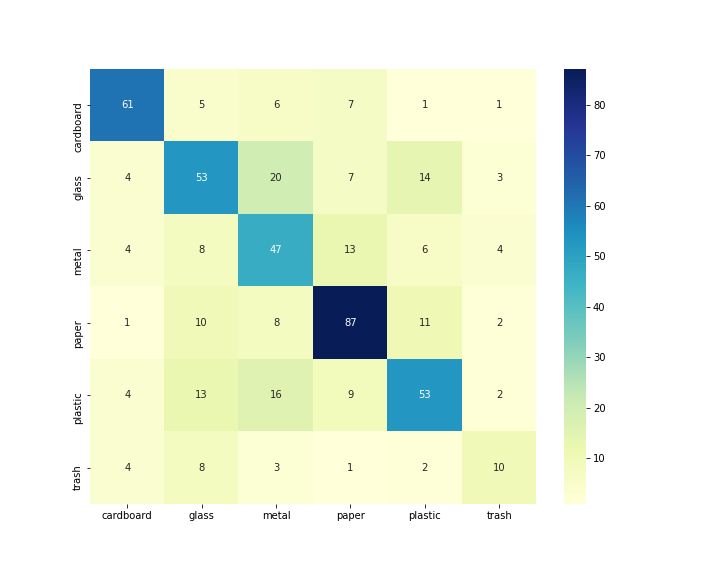 cardboard 61 5 6 7 1 1
glass 4 53 20 7 14 3
metal 4 8 47 13 6 4
paper 1 10 8 87 11 2
plastic 4 13 16 9 53 2
trash 4 8 3 1 2 10
cardboard glass metal paper plastic trash
80
70
60
50
40
30
20
10